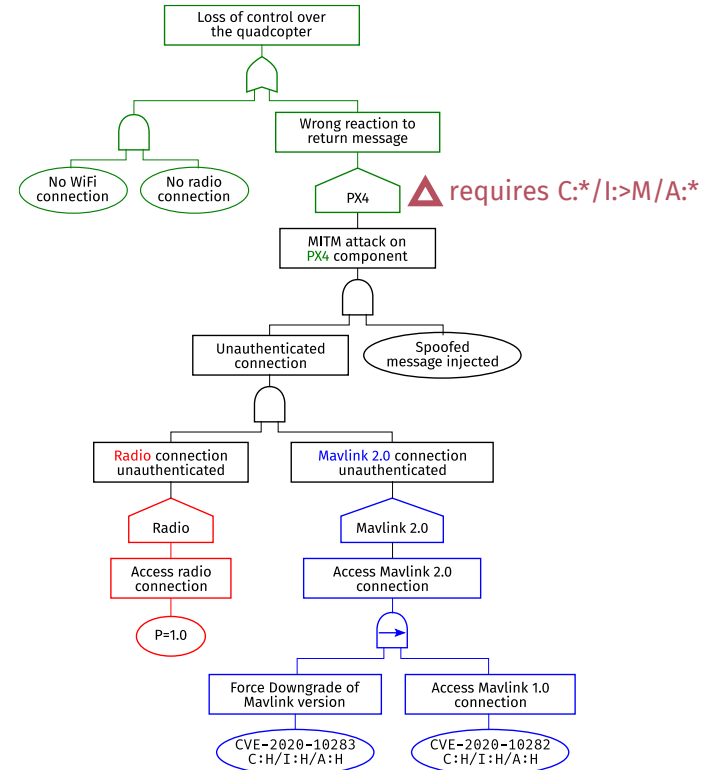 Loss of control over
the quadcopter
Wrong reaction to
return message
No WiFi
connection
No radio
connection
PX4
requires C:*/I:>M/A:*
MITM attack on
PX4 component
Unauthenticated
connection
Spoofed
message injected
Radio connection
unauthenticated
Mavlink 2.0 connection
unauthenticated
Radio
Mavlink 2.0
Access radio
connection
Access Mavlink 2.0
connection
P=1.0
Force Downgrade of
Mavlink version
Access Mavlink 1.0
connection
CVE-2020-10283
C:H/I:H/A:H
CVE-2020-10282
C:H/I:H/A:H